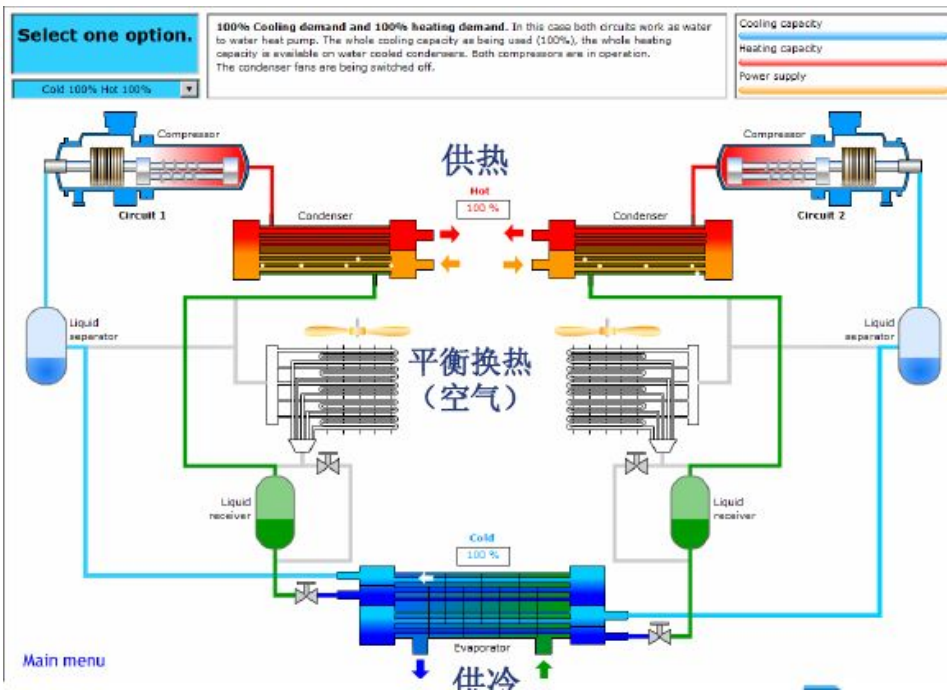 Select one option.
Cold 100% Hot 100%
100% Cooling demand and 100% heating demand. In this case both circuits work as water
to water heat pump. The whole cooling capacity as being used (100%), the whole heating
capacity is available on water cooled condensers. Both compressors are in operation.
The condenser fans are being switched off.
Cooling capacity
Heating capacity
Power supply
Compressor
Compressor
供热
Hot
100 %
Circuit 1
Circuit 2
Condenser
Condenser
Liquid
separator
Liquid
separator
平衡换热
（空气）
Liquid
receiver
Liquid
receiver
Cold
100 %
Evaporator
Main menu
供冷